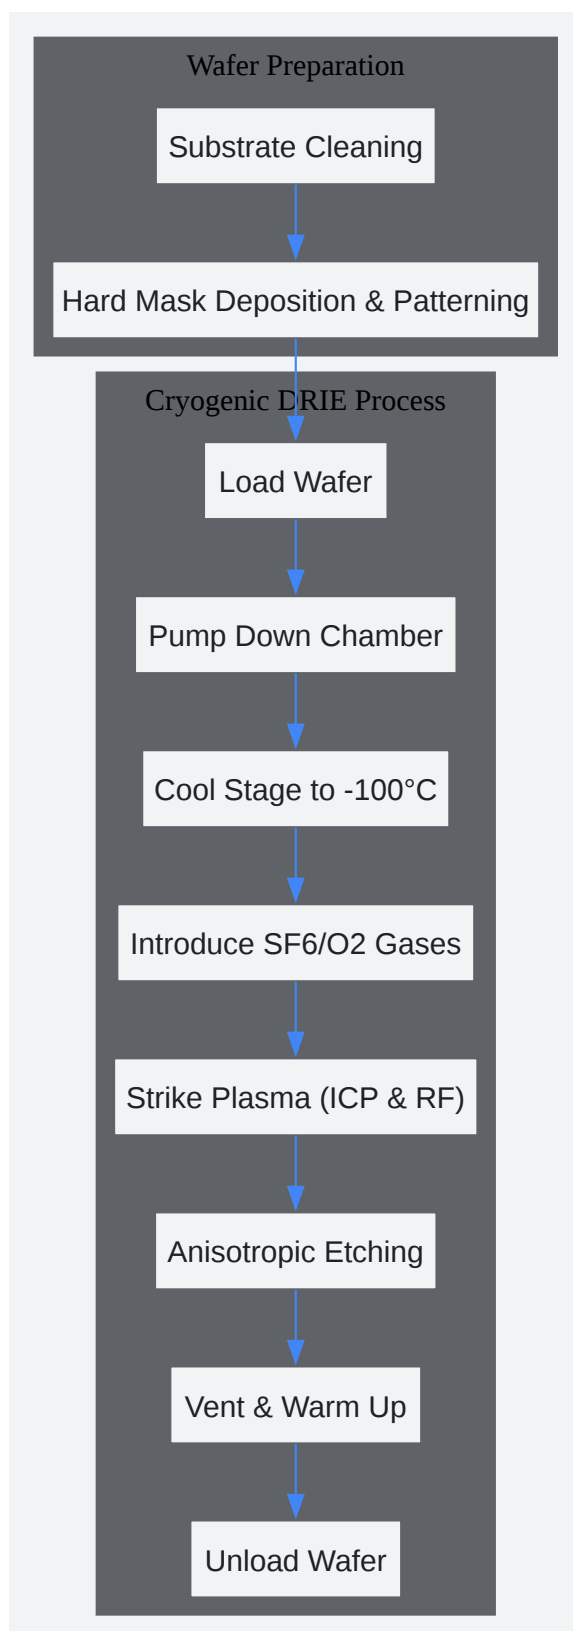 Wafer Preparation
Substrate Cleaning
Hard Mask Deposition & Patterning
Cryogenic DRIE Process
Load Wafer
Pump Down Chamber
Cool Stage to -100°C
Introduce SF6/O2 Gases
Strike Plasma (ICP & RF)
Anisotropic Etching
Vent & Warm Up
Unload Wafer